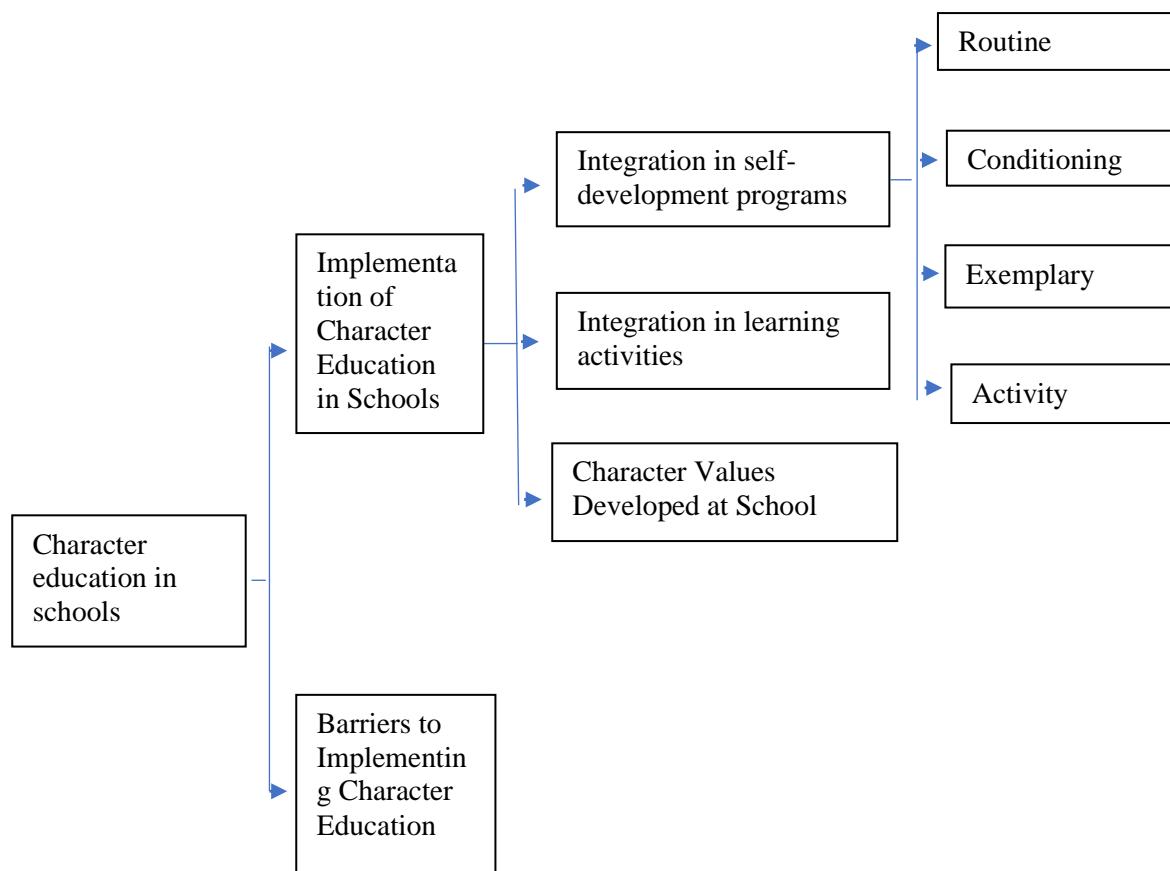 Routine
Conditioning
Exemplary
Activity
Integration in self-
development programs
Integration in learning
activities
Character Values
Developed at School
Implementa
tion of
Character
Education
in Schools
Character
education in
schools
Barriers to
Implementin
g Character
Education